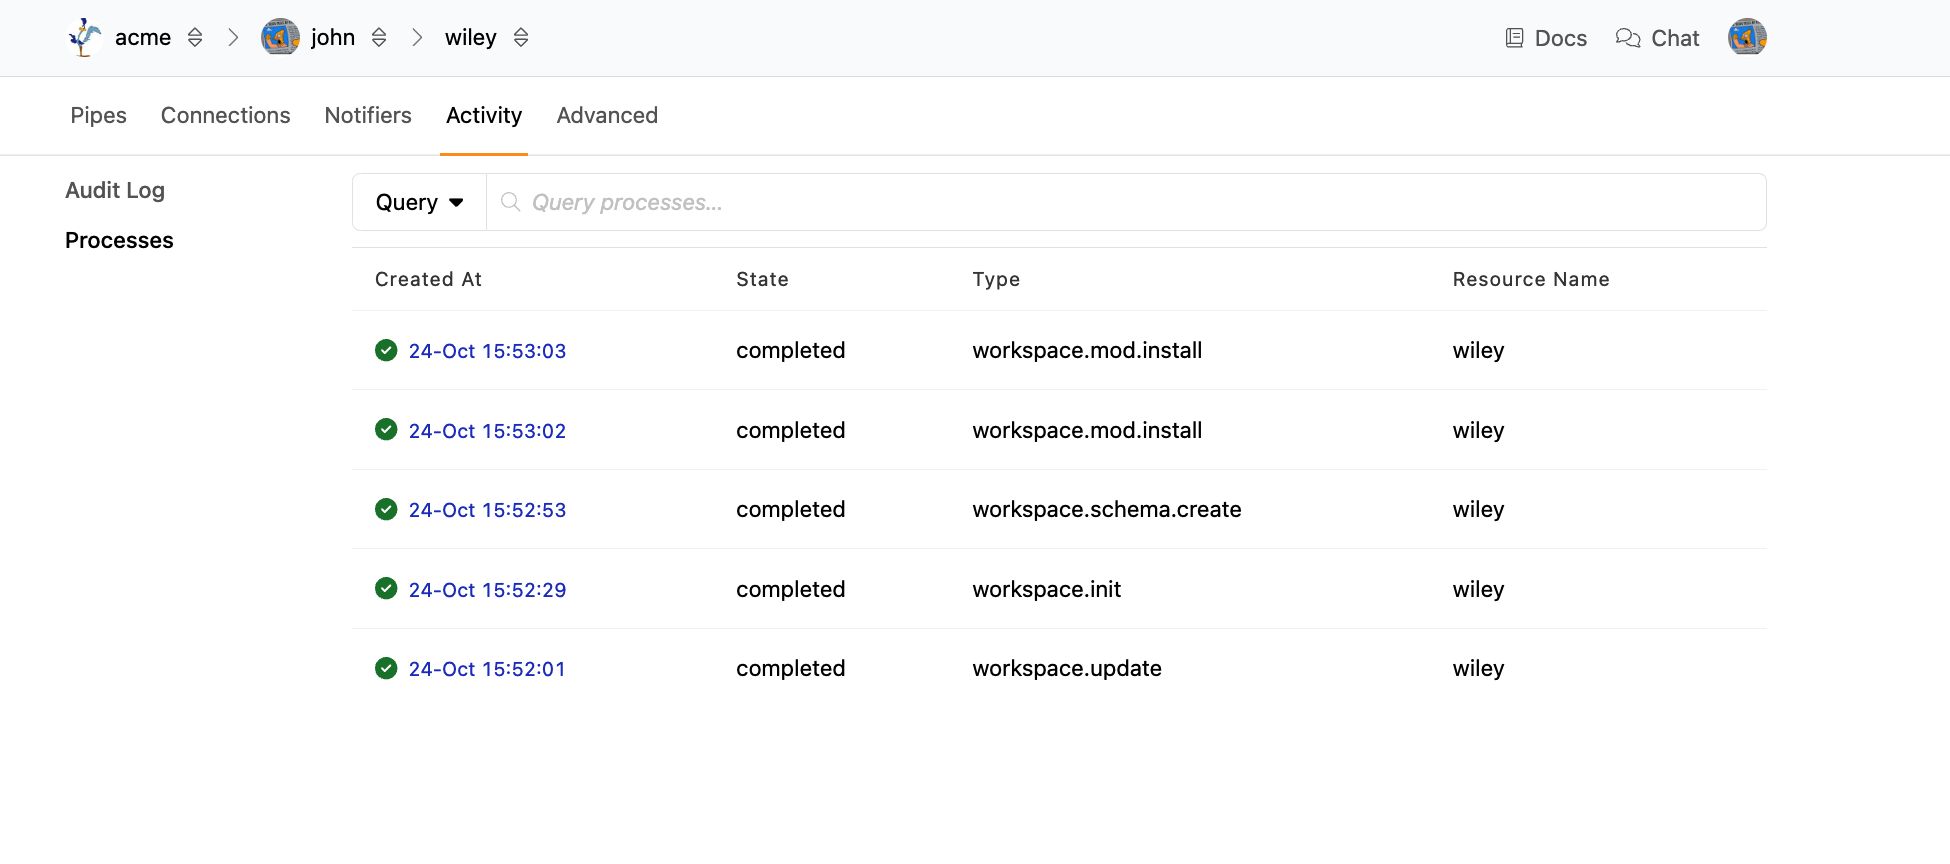 acme john wiley Docs Chat
Pipes Connections Notifiers Activity Advanced
Audit Log
Processes
Query Query processes...
Created At State Type Resource Name
24-Oct 15:53:03 completed workspace.mod.install wiley
24-Oct 15:53:02 completed workspace.mod.install wiley
24-Oct 15:52:53 completed workspace.schema.create wiley
24-Oct 15:52:29 completed workspace.init wiley
24-Oct 15:52:01 completed workspace.update wiley